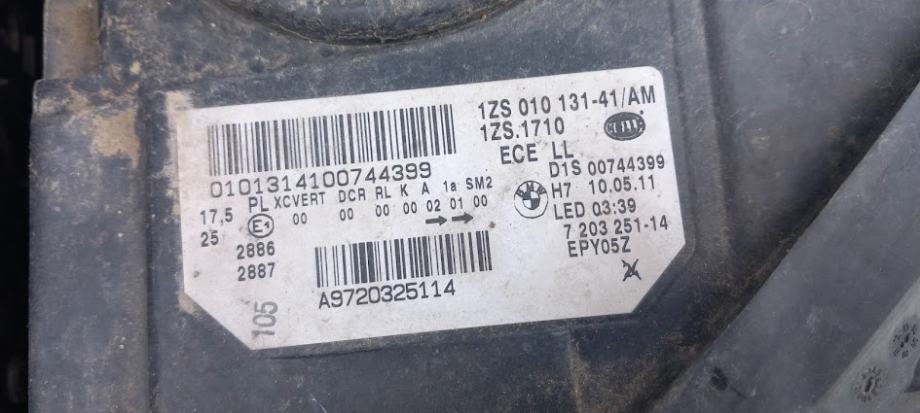 1ZS 010 131-41/AM
1ZS.1710
HELLA
ECE LL
0101314100744399
D1S 00744399
PL XCVERT DCR RL K A 1a SM2
H7 10.05.11
17,5 E1 00 00 00 00 02 01 00
LED 03:39
25 2886
7 203 251-14
2887
EPY05Z
A9720325114
105